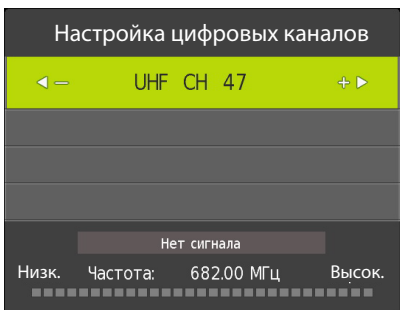 Настройка цифровых каналов
UHF CH 47
Нет сигнала
Низк. Частота: 682.00 МГц Высок.